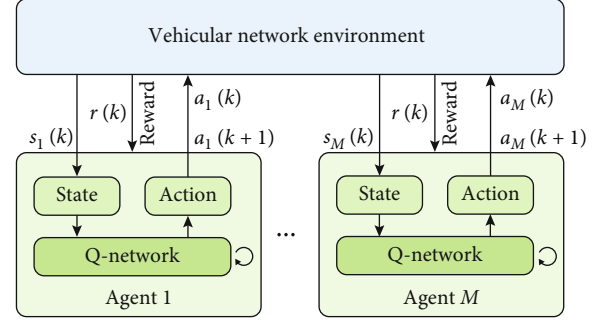 Vehicular network environment
s1 (k)
r (k)
Reward
a1 (k)
a1 (k + 1)
State
Action
Q-network
Agent 1
...
sM (k)
r (k)
Reward
aM (k)
aM (k + 1)
State
Action
Q-network
Agent M